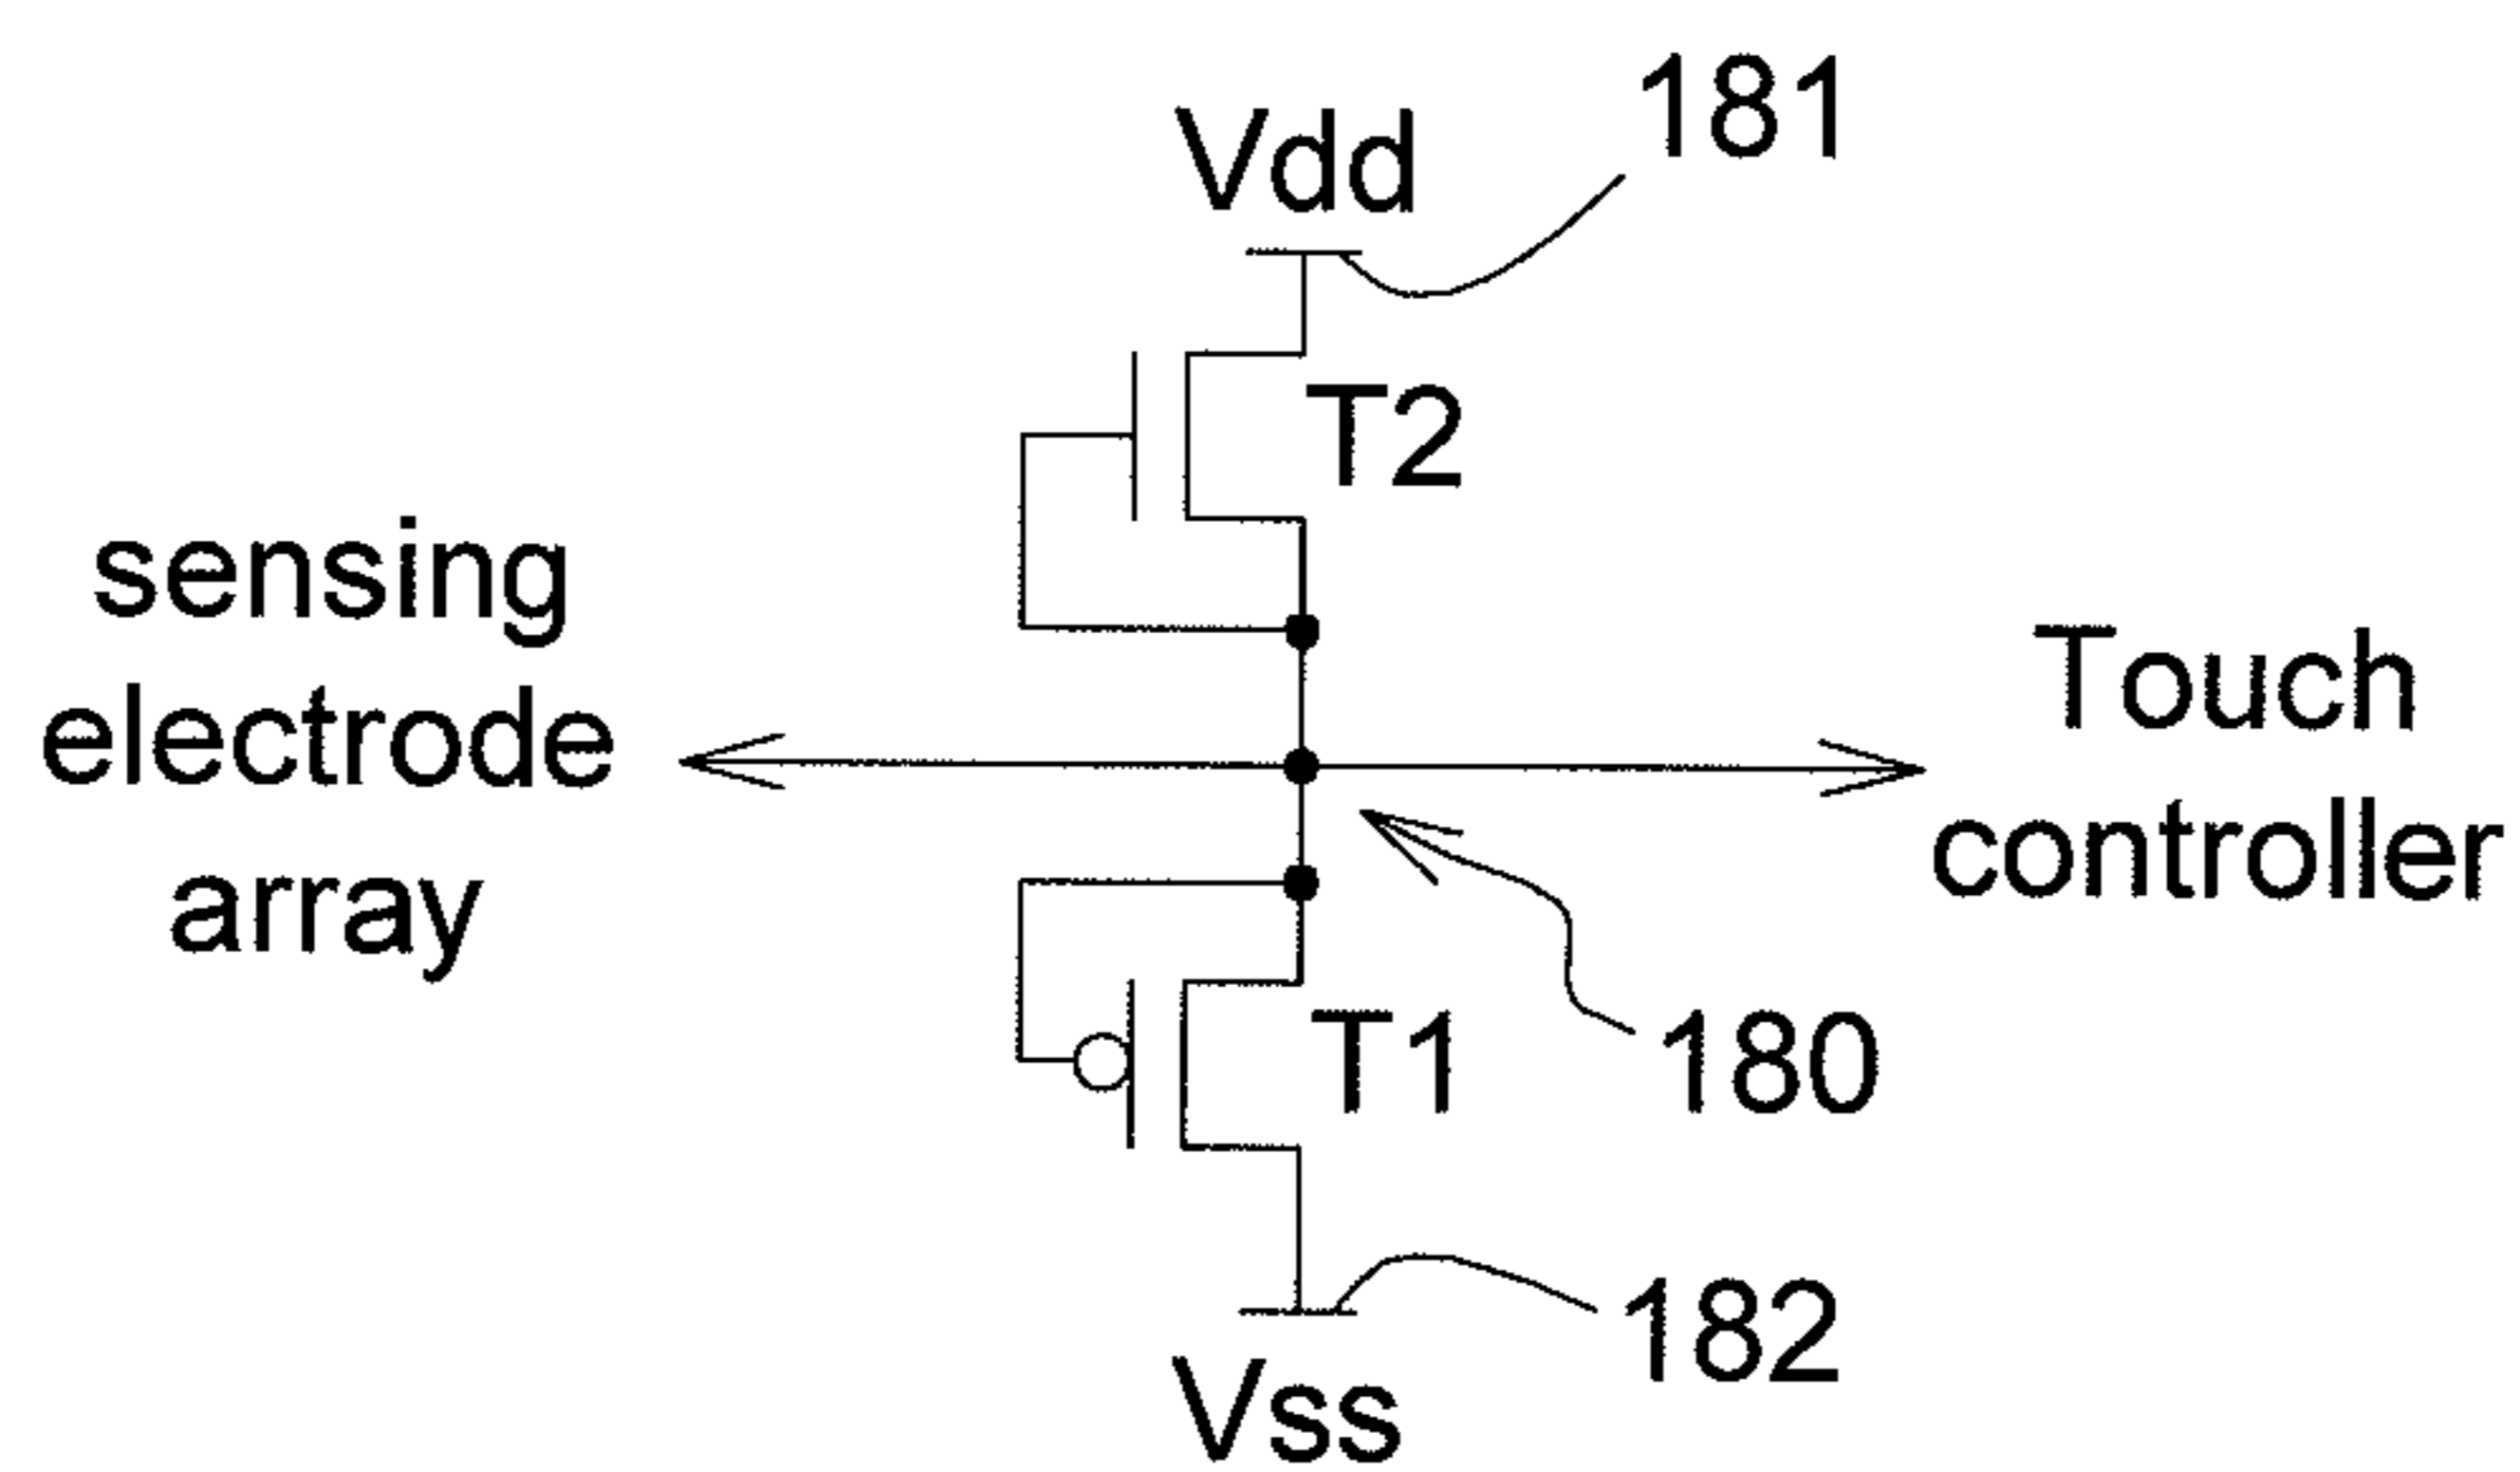 181
Vdd
T2
sensing
electrode
array
Touch
controller
T1
180
182
Vss